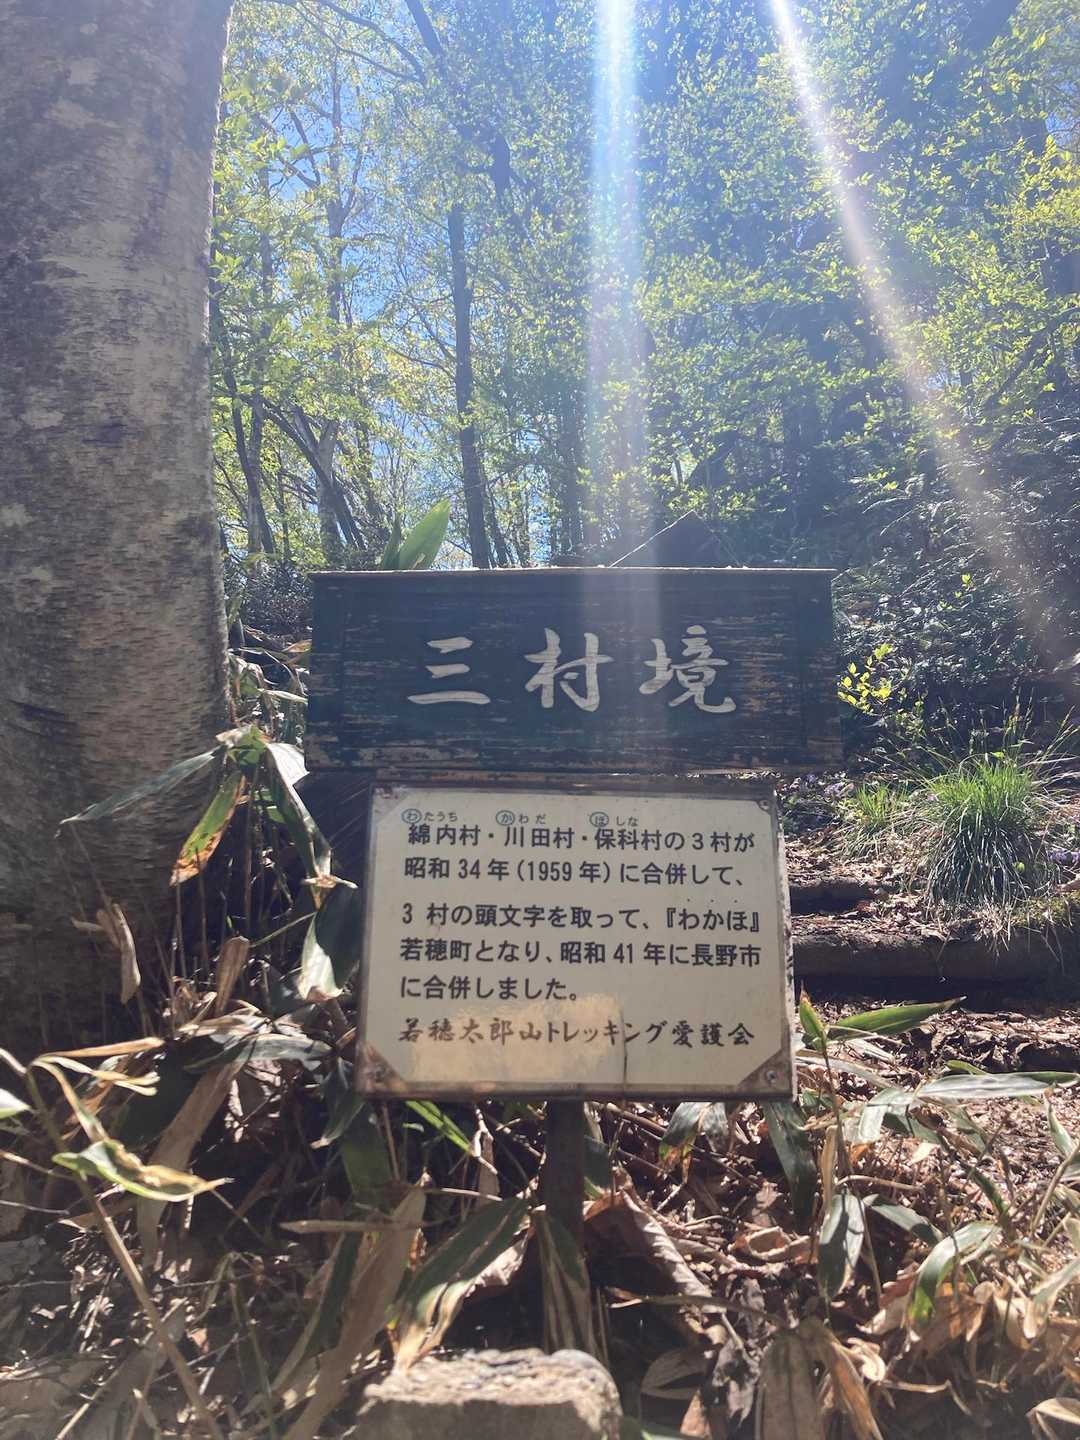 三村境
わたうち かわだ ほしな
綿内村・川田村・保科村の3村が
昭和34年(1959年)に合併して、
3 村の頭文字を取って、『わかほ』
若穂町となり、昭和41年に長野市
に合併しました。
若穂太郎山トレッキング愛護会